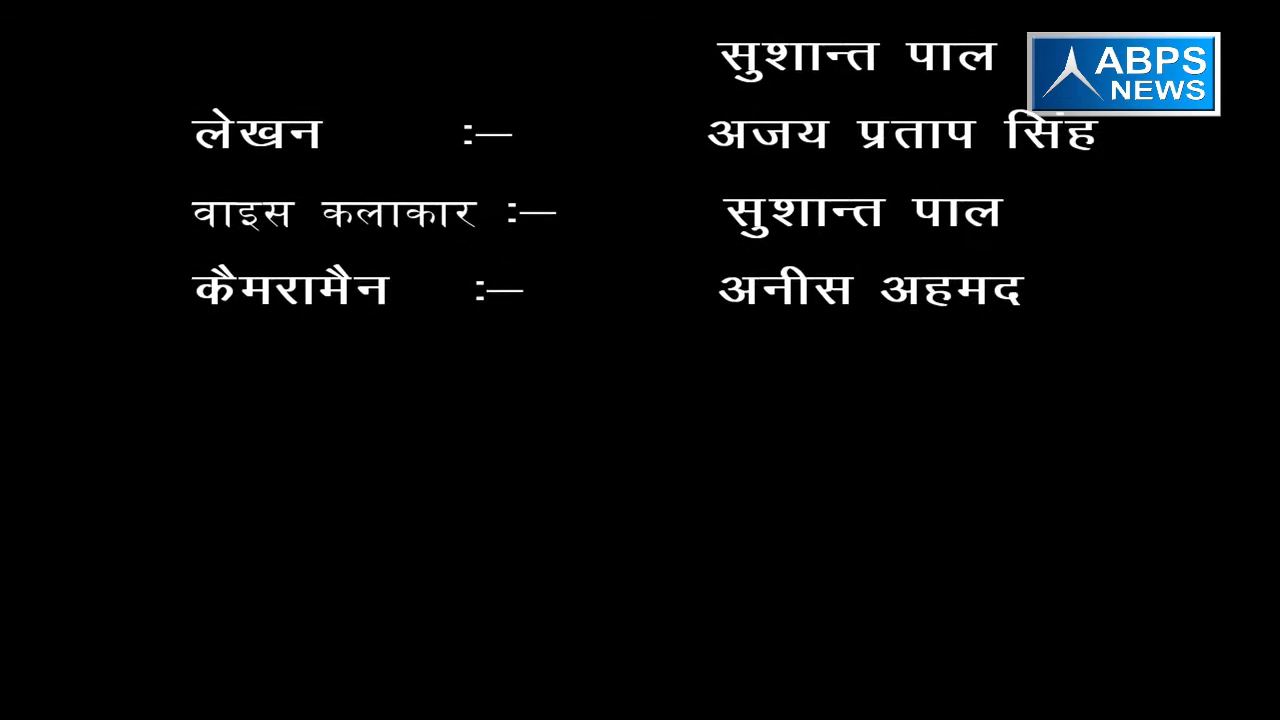 सुशान्त पाल
ABPS
NEWS
लेखन :— अजय प्रताप सिंह
वाइस कलाकार :— सुशान्त पाल
कैमरामैन :— अनीस अहमद